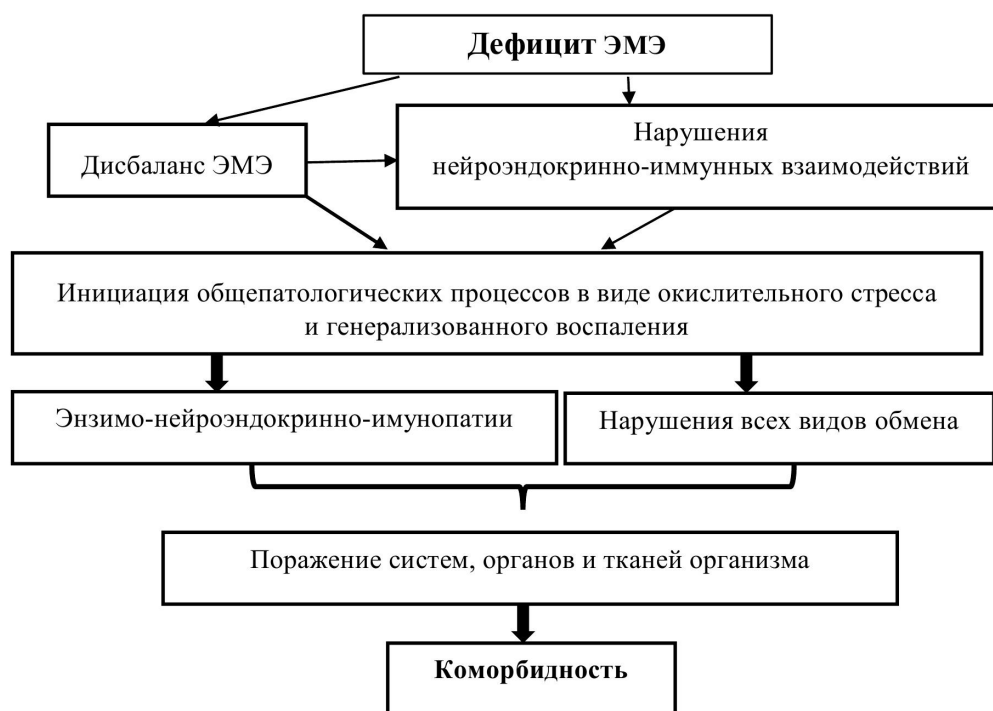 Дефицит ЭМЭ
Дисбаланс ЭМЭ
Нарушения
нейроэндокринно-иммунных взаимодействий
Инициация общепатологических процессов в виде окислительного стресса
и генерализованного воспаления
Энзимо-нейроэндокринно-имунопатии
Нарушения всех видов обмена
Поражение систем, органов и тканей организма
Коморбидность